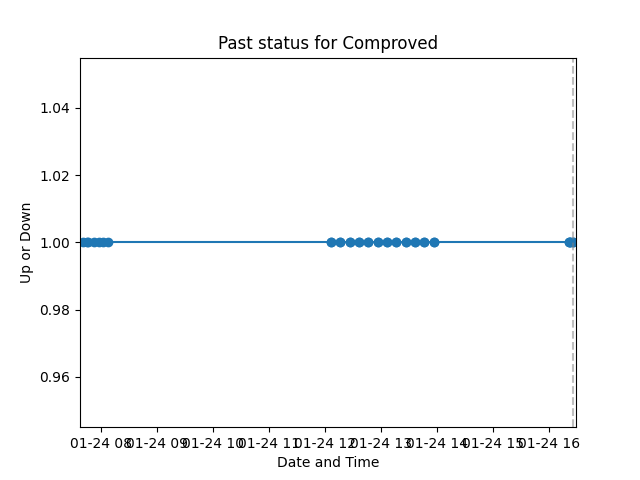 Past status for Comproved
Up or Down
1.04
1.02
1.00
0.98
0.96
01-24 08 01-24 09 01-24 10 01-24 11 01-24 12 01-24 13 01-24 14 01-24 15 01-24 16
Date and Time